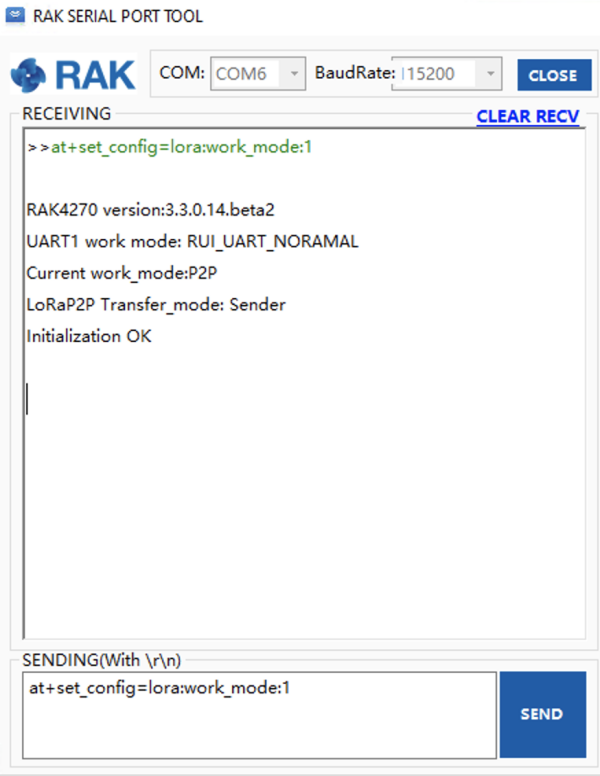 RAK SERIAL PORT TOOL
RAK COM: COM6 BaudRate: 115200 CLOSE
RECEIVING CLEAR RECV
>>at+set_config=lora:work_mode:1
RAK4270 version:3.3.0.14.beta2
UART1 work mode: RUI_UART_NORAMAL
Current work_mode:P2P
LoRaP2P Transfer_mode: Sender
Initialization OK
SENDING(With \r\n)
at+set_config=lora:work_mode:1
SEND